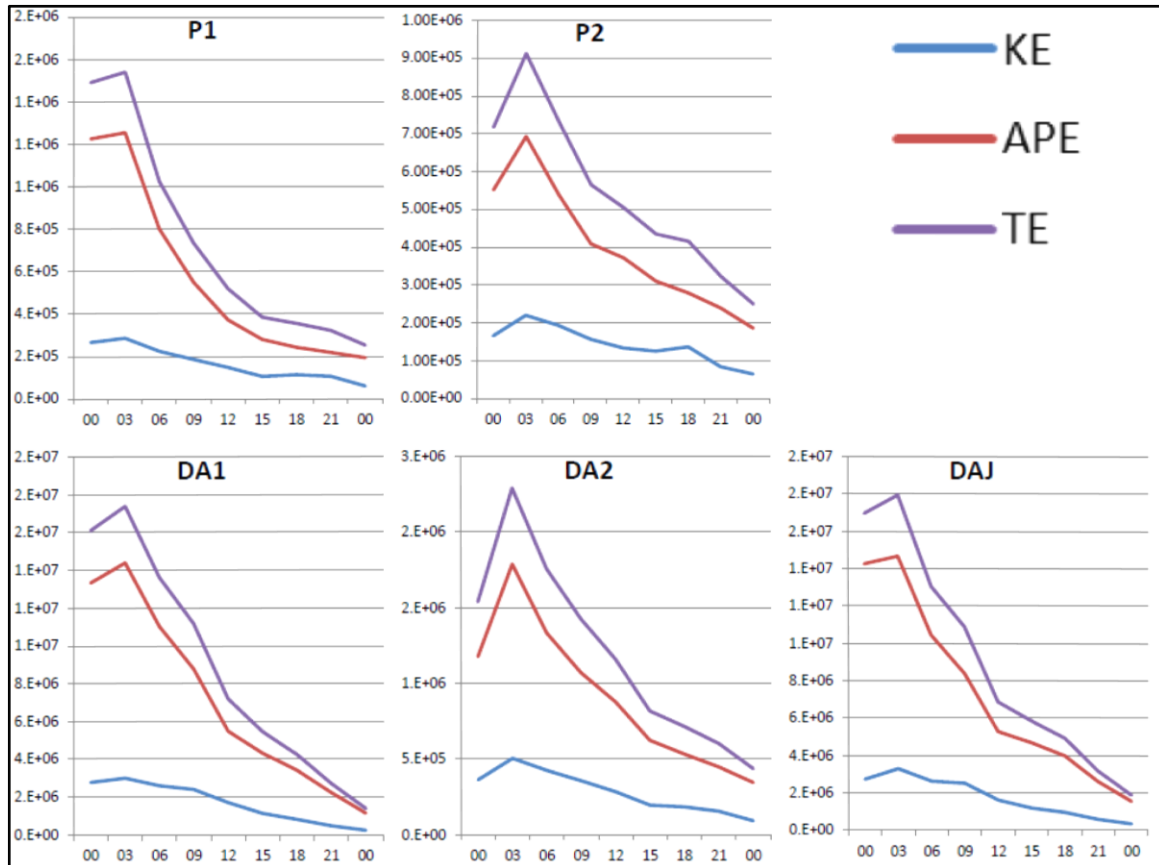 P1
2.E+06
2.E+06
1.E+06
1.E+06
1.E+06
8.E+05
6.E+05
4.E+05
2.E+05
0.E+00
00 03 06 09 12 15 18 21 00
P2
1.00E+06
9.00E+05
8.00E+05
7.00E+05
6.00E+05
5.00E+05
4.00E+05
3.00E+05
2.00E+05
1.00E+05
0.00E+00
00 03 06 09 12 15 18 21 00
KE
APE
TE
DA1
2.E+07
2.E+07
2.E+07
1.E+07
1.E+07
1.E+07
8.E+06
6.E+06
4.E+06
2.E+06
0.E+00
00 03 06 09 12 15 18 21 00
DA2
3.E+06
2.E+06
2.E+06
1.E+06
5.E+05
0.E+00
00 03 06 09 12 15 18 21 00
DAJ
2.E+07
2.E+07
2.E+07
1.E+07
1.E+07
1.E+07
8.E+06
6.E+06
4.E+06
2.E+06
0.E+00
00 03 06 09 12 15 18 21 00